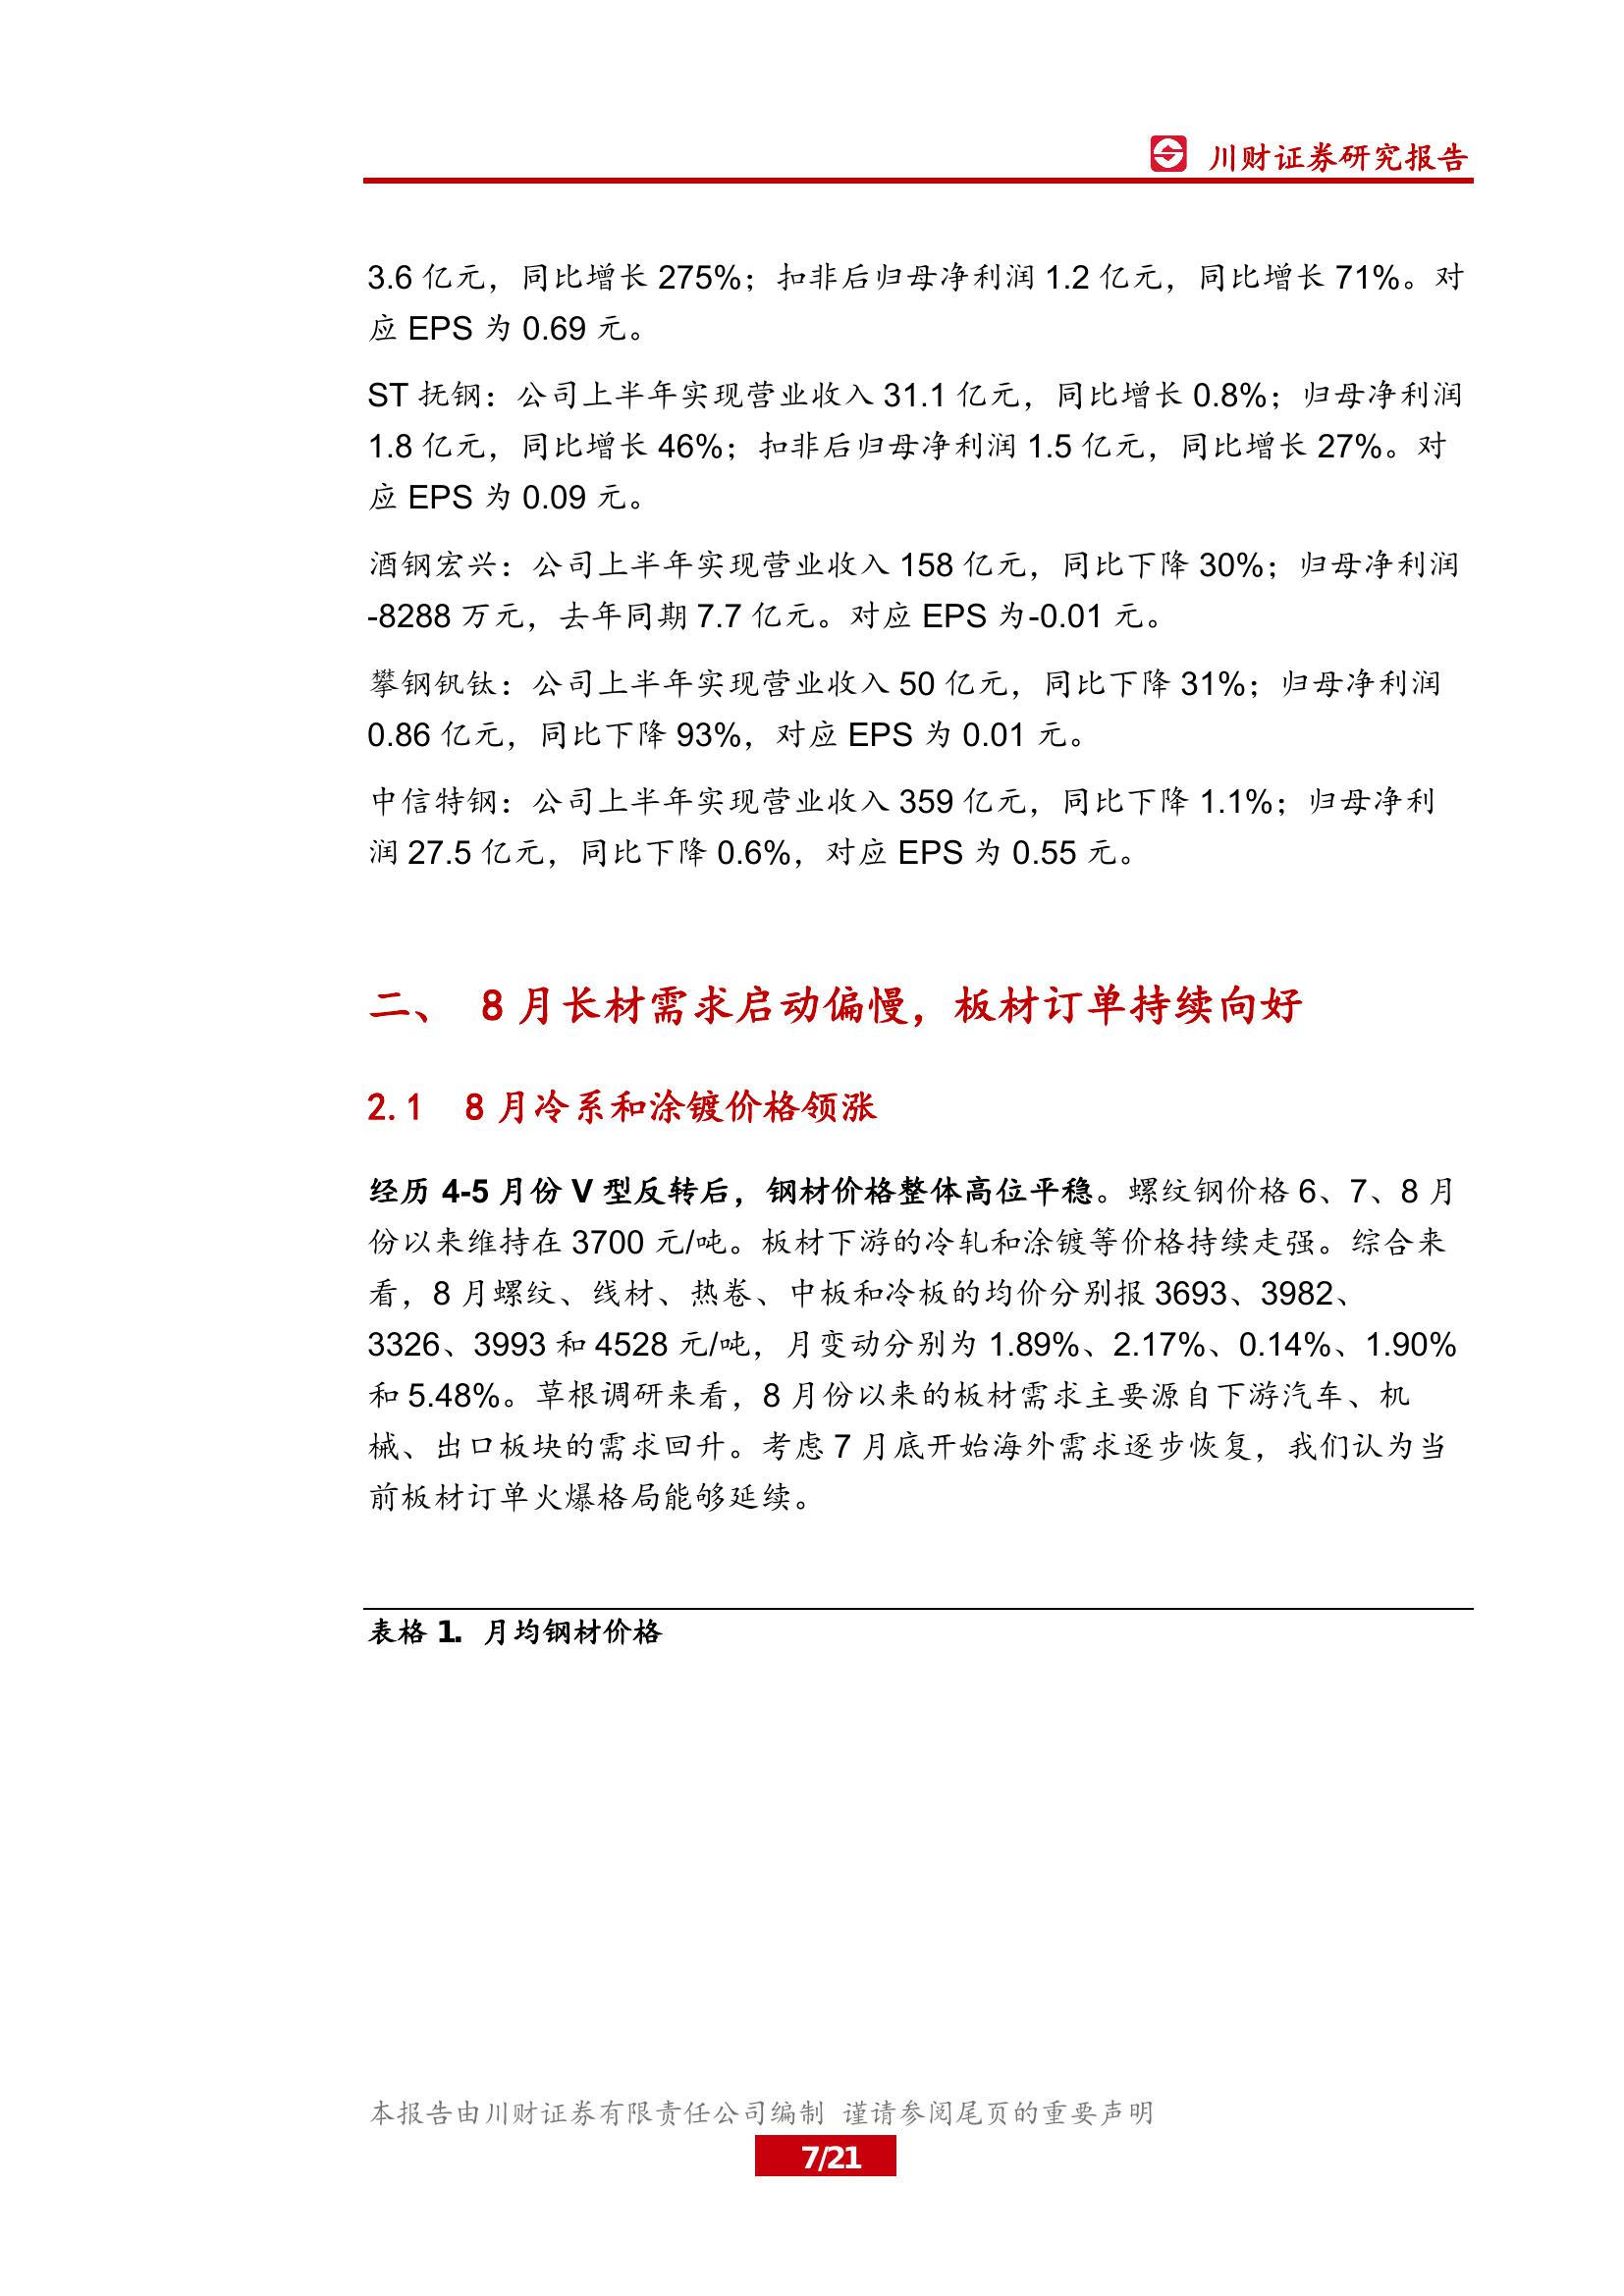 川财证券研究报告
3.6 亿元，同比增长 275%；扣非后归母净利润 1.2 亿元，同比增长 71%。对
应 EPS 为 0.69 元。
ST 抚钢：公司上半年实现营业收入 31.1 亿元，同比增长 0.8%；归母净利润
1.8 亿元，同比增长 46%；扣非后归母净利润 1.5 亿元，同比增长 27%。对
应 EPS 为 0.09 元。
酒钢宏兴：公司上半年实现营业收入 158 亿元，同比下降 30%；归母净利润
-8288 万元，去年同期 7.7 亿元。对应 EPS 为-0.01 元。
攀钢钒钛：公司上半年实现营业收入 50 亿元，同比下降 31%；归母净利润
0.86 亿元，同比下降 93%，对应 EPS 为 0.01 元。
中信特钢：公司上半年实现营业收入 359 亿元，同比下降 1.1%；归母净利
润 27.5 亿元，同比下降 0.6%，对应 EPS 为 0.55 元。
二、 8 月长材需求启动偏慢，板材订单持续向好
2.1 8 月冷系和涂镀价格领涨
经历 4-5 月份 V 型反转后，钢材价格整体高位平稳。螺纹钢价格 6、7、8 月
份以来维持在 3700 元/吨。板材下游的冷轧和涂镀等价格持续走强。综合来
看，8 月螺纹、线材、热卷、中板和冷板的均价分别报 3693、3982、
3326、3993 和 4528 元/吨，月变动分别为 1.89%、2.17%、0.14%、1.90%
和 5.48%。草根调研来看，8 月份以来的板材需求主要源自下游汽车、机
械、出口板块的需求回升。考虑 7 月底开始海外需求逐步恢复，我们认为当
前板材订单火爆格局能够延续。
表格 1. 月均钢材价格
本报告由川财证券有限责任公司编制 谨请参阅尾页的重要声明
7/21